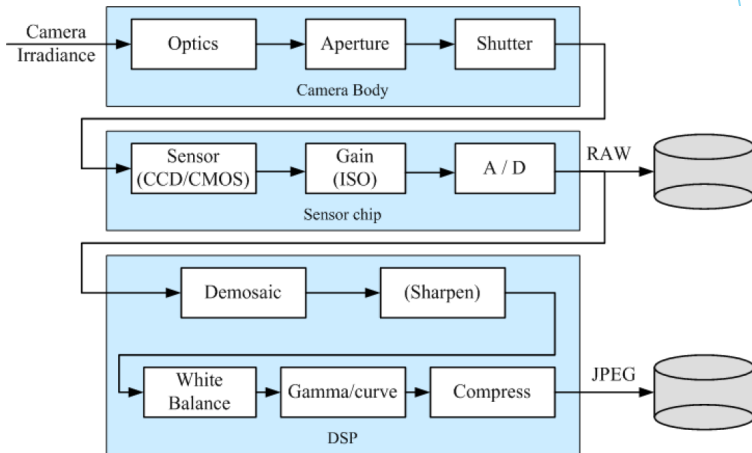 Camera
Irradiance
Optics
Aperture
Shutter
Camera Body
Sensor
(CCD/CMOS)
Gain
(ISO)
A / D
RAW
Sensor chip
Demosaic
(Sharpen)
White
Balance
Gamma/curve
Compress
JPEG
DSP